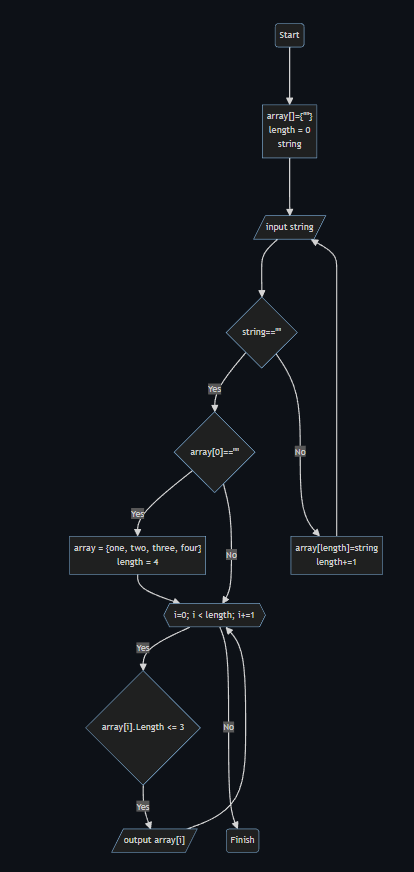 Start
array[]={""}
length = 0
string
input string
string==""
Yes
array[0]==""
No
Yes
array = {one, two, three, four]
length = 4
No
array[length]=string
length+=1
i=0; i < length; i+=1
Yes
array[i].Length <= 3
No
Yes
output array[i]
Finish